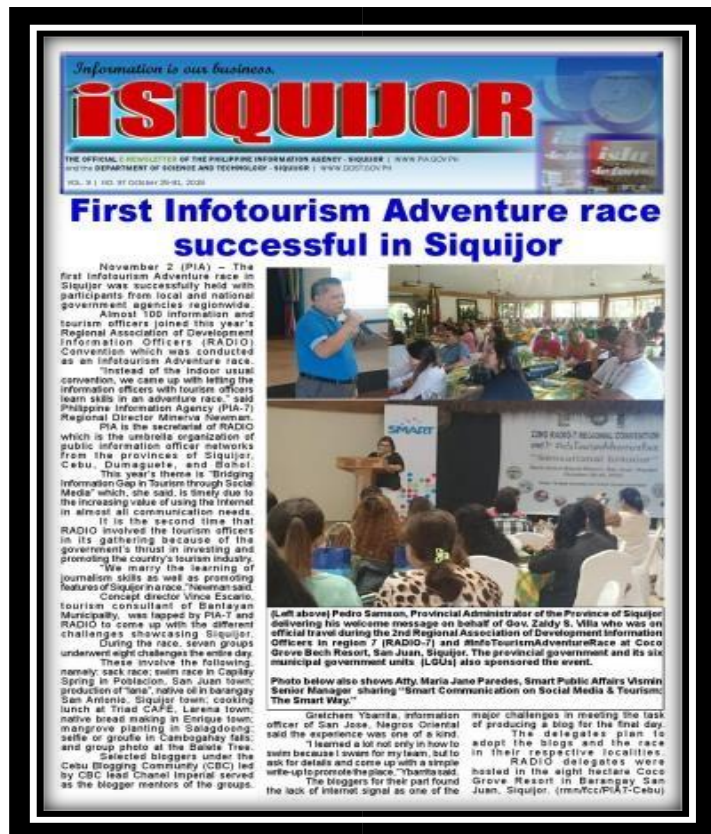 Information is our business.
iSIQUIJOR
THE OFFICIAL E-NEWSLETTER OF THE PHILIPPINE INFORMATION AGENCY - SIQUIJOR | WWW.PIA.GOV.PH
and the DEPARTMENT OF SCIENCE AND TECHNOLOGY - SIQUIJOR | WWW.DOST.GOV.PH
First Infotourism Adventure race
successful in Siquijor
November 2 (PIA) – The
first Infotourism Adventure race in
Siquijor was successfully held with
participants from local and national
government agencies regionwide.
Almost 100 information and
tourism officers joined this year's
Regional Association of Development
Information Officers (RADIO)
Convention which was conducted
as an Infotourism Adventure race.
"Instead of the indoor usual
convention, we came up with letting the
information officers with tourism officers
learn skills in an adventure race," said
Philippine Information Agency (PIA-7)
Regional Director Minerva Newman.
PIA is the secretariat of RADIO
which is the umbrella organization of
public information officer networks
from the provinces of Siquijor,
Cebu, Dumaguete, and Bohol.
This year's theme is "Bridging
Information Gap in Tourism through Social
Media" which, she said, is timely due to
the increasing value of using the Internet
in almost all communication needs.
It is the second time that
RADIO involved the tourism officers
in its gathering because of the
government's thrust in investing and
promoting the country's tourism industry.
"We marry the learning of
journalism skills as well as promoting
features of Siquijor in a race," Newman said.
Concept director Vince Escario,
tourism consultant of Bantayan
Municipality, was tapped by PIA-7 and
RADIO to come up with the different
challenges showcasing Siquijor.
During the race, seven groups
underwent eight challenges the entire day.
These involve the following,
namely: sack race; swim race in Capilay
Spring in Poblacion, San Juan town;
production of "lana", native oil in barangay
San Antonio, Siquijor town; cooking
lunch at Triad CAFE, Larena town;
native bread making in Enrique town;
mangrove planting in Salagdoong;
selfie or groufie in Cambogahay falls;
and group photo at the Balete Tree.
Selected bloggers under the
Cebu Blogging Community (CBC) led
by CBC lead Chanel Imperial served
as the blogger mentors of the groups.
SMART
(Left above) Pedro Samson, Provincial Administrator of the Province of Siquijor
delivering his welcome message on behalf of Gov. Zaldy S. Villa who was on
official travel during the 2nd Regional Association of Development Information
Officers in region 7 (RADIO-7) and #InfoTourismAdventureRace at Coco
Grove Bech Resort, San Juan, Siquijor. The provincial government and its six
municipal government units (LGUs) also sponsored the event.
Photo below also shows Atty. Maria Jane Paredes, Smart Public Affairs Vismin
Senior Manager sharing "Smart Communication on Social Media & Tourism:
The Smart Way."
Gretchem Ybarrita, information
officer of San Jose, Negros Oriental
said the experience was one of a kind.
"I learned a lot not only in how to
swim because I swam for my team, but to
ask for details and come up with a simple
write-up to promote the place," Ybarrita said.
The bloggers for their part found
the lack of internet signal as one of the
major challenges in meeting the task
of producing a blog for the final day.
The delegates plan to
adopt the blogs and the race
in their respective localities.
RADIO delegates were
hosted in the eight hectare Coco
Grove Resort in Barangay San
Juan, Siquijor. (rmn/fcc/PIA7-Cebu)